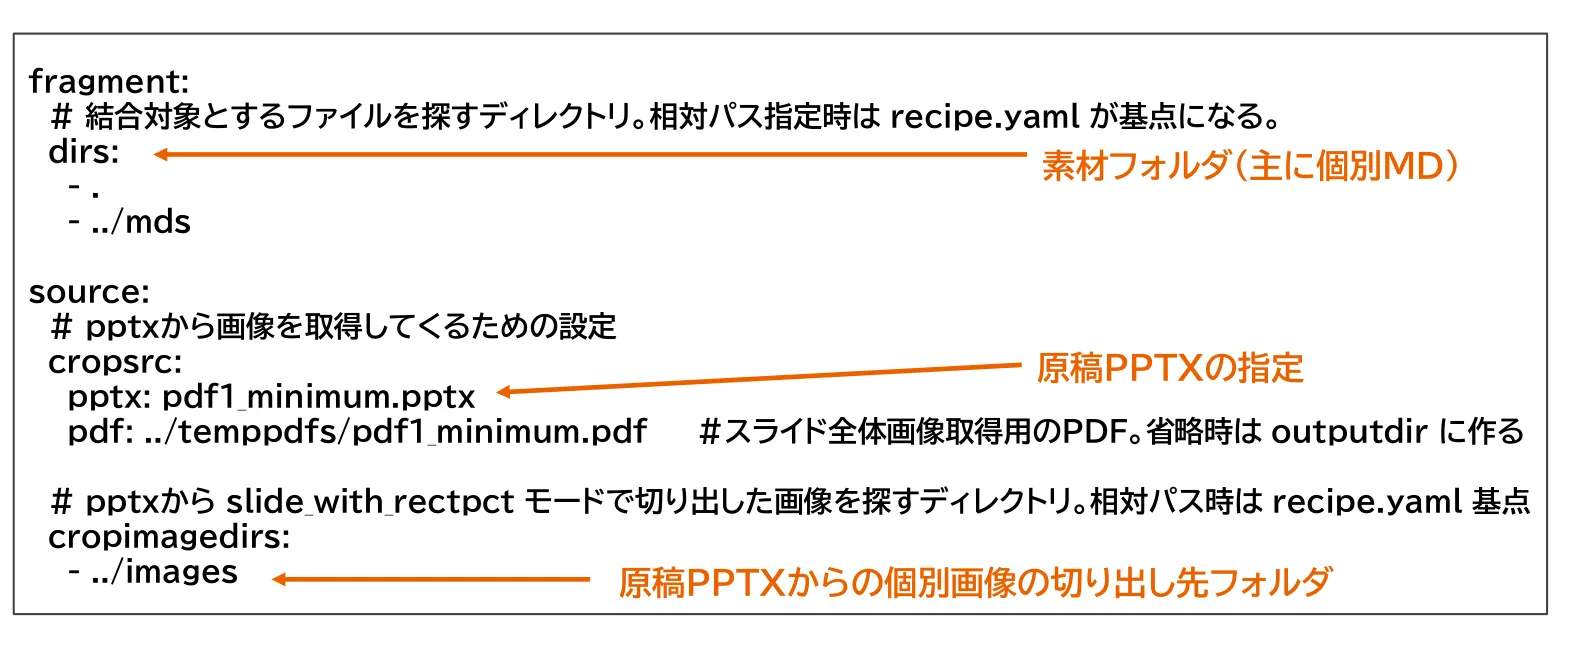 fragment:
# 結合対象とするファイルを探すディレクトリ。相対パス指定時は recipe.yaml が基点になる。
dirs:
素材フォルダ（主に個別MD）
- .
- ../mds
source:
# pptxから画像を取得してくるための設定
cropsrc:
原稿PPTXの指定
pptx: pdf1_minimum.pptx
pdf: ../temppdfs/pdf1_minimum.pdf #スライド全体画像取得用のPDF。省略時は outputdir に作る
# pptxから slide_with_rectpct モードで切り出した画像を探すディレクトリ。相対パス時は recipe.yaml 基点
cropimagedirs:
- ../images
原稿PPTXからの個別画像の切り出し先フォルダ